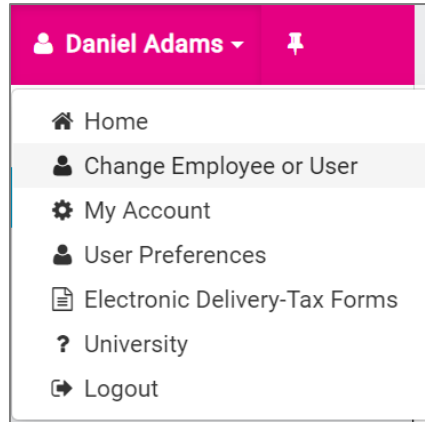 Daniel Adams
Home
Change Employee or User
My Account
User Preferences
Electronic Delivery-Tax Forms
? University
Logout